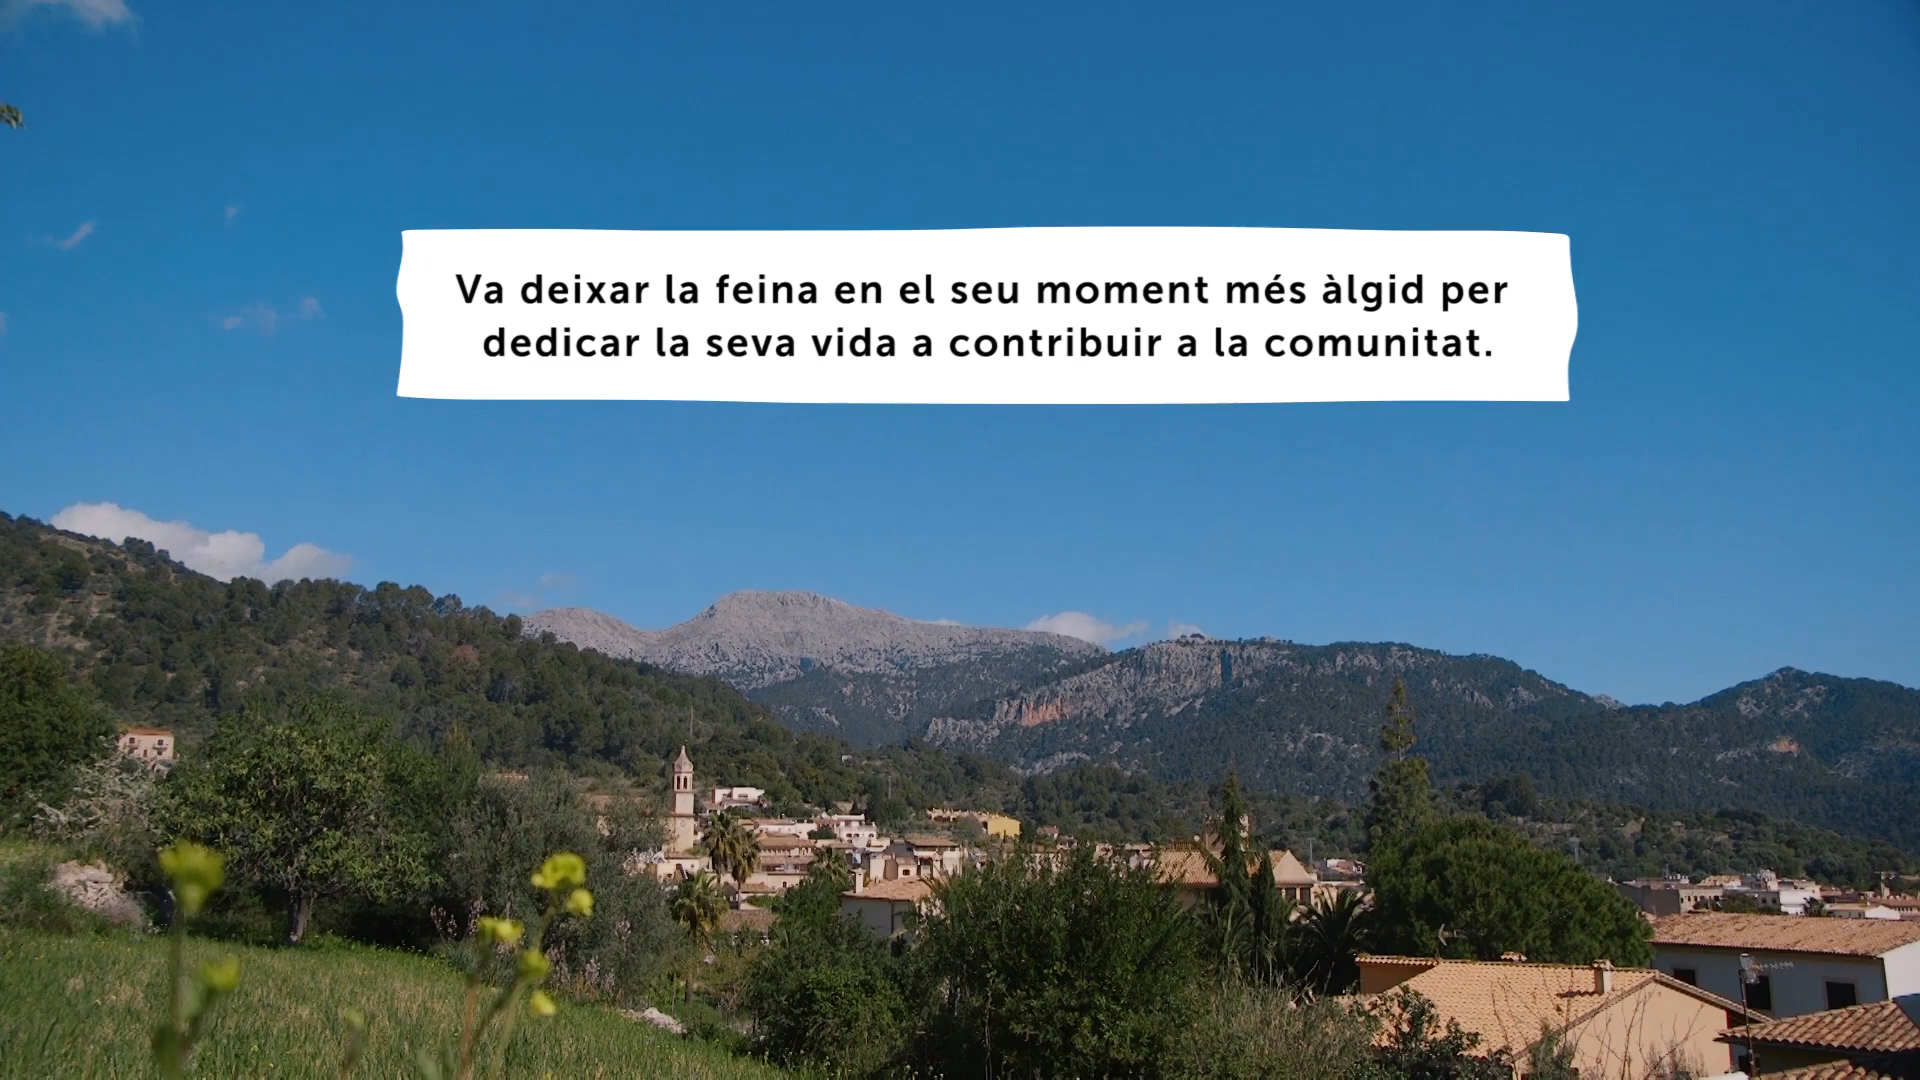 Va deixar la feina en el seu moment més àlgid per
dedicar la seva vida a contribuir a la comunitat.